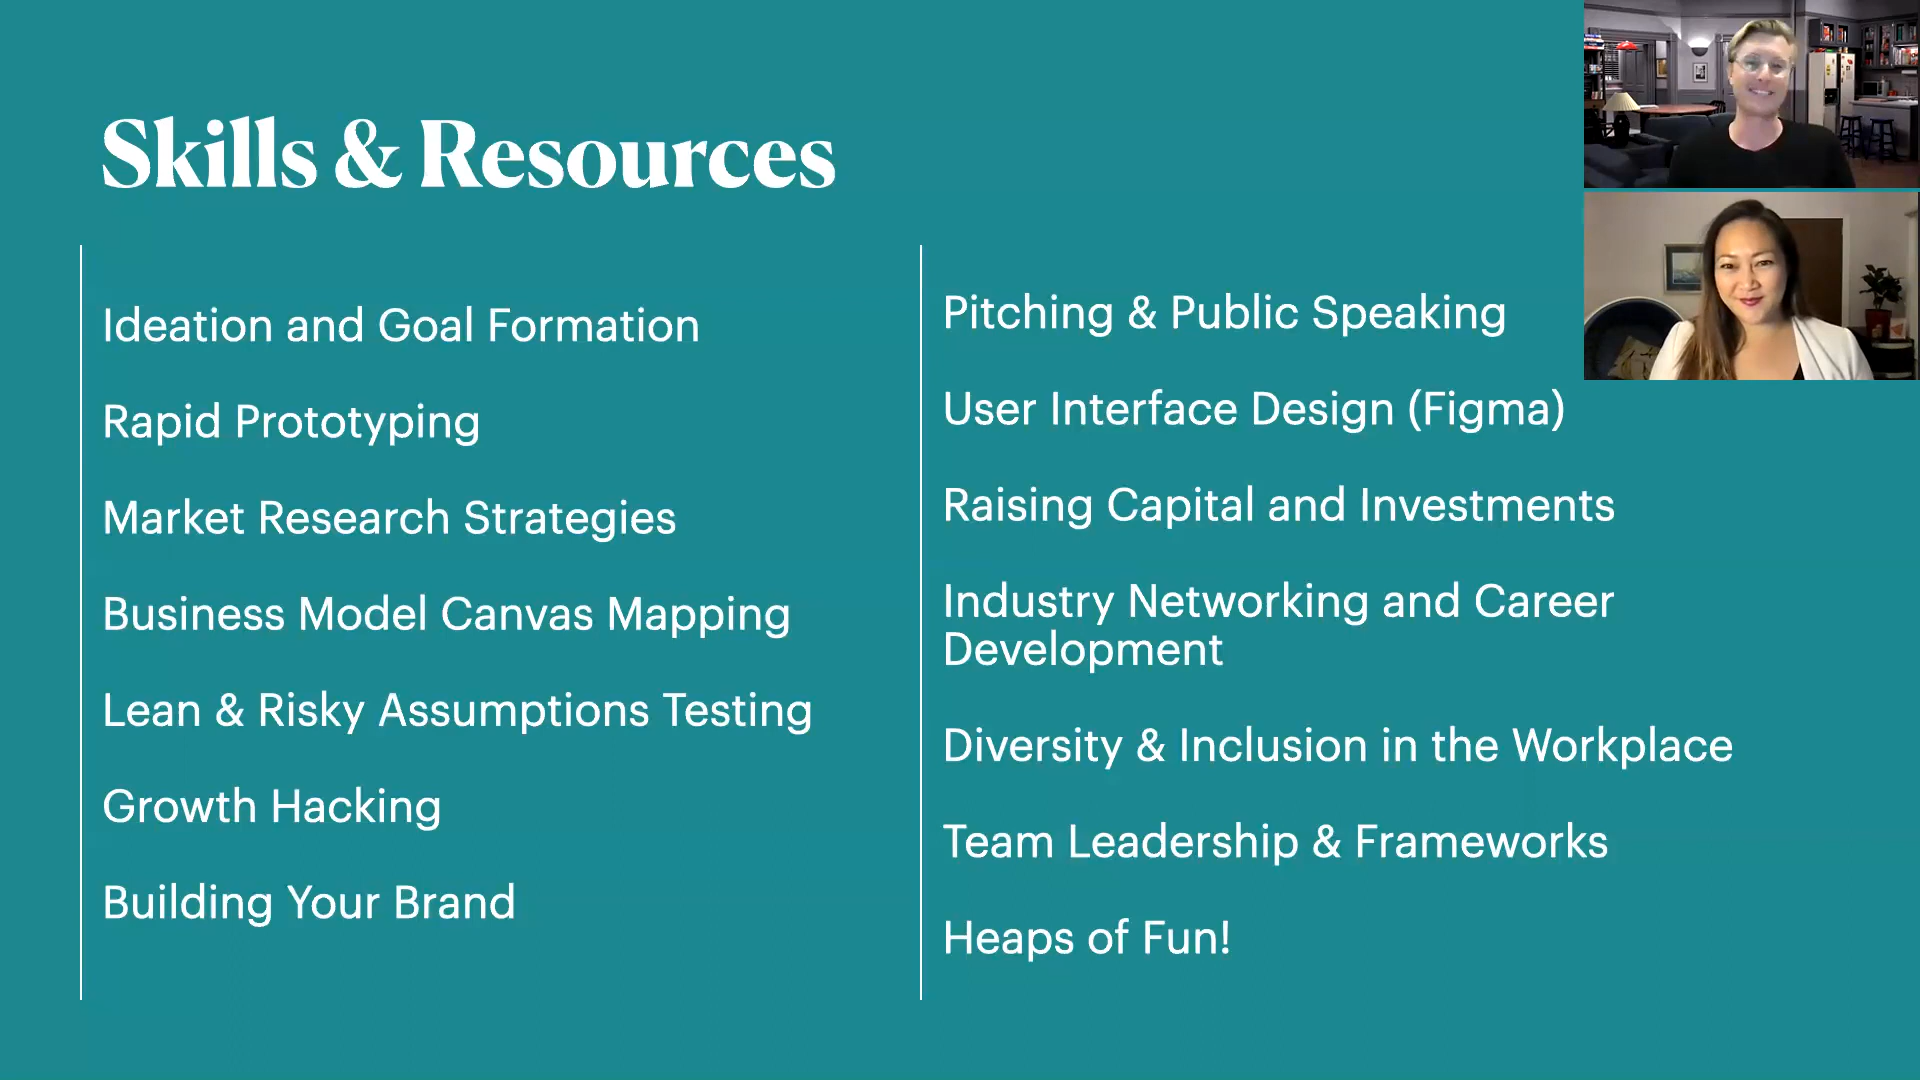 Skills & Resources
Ideation and Goal Formation
Rapid Prototyping
Market Research Strategies
Business Model Canvas Mapping
Lean & Risky Assumptions Testing
Growth Hacking
Building Your Brand
Pitching & Public Speaking
User Interface Design (Figma)
Raising Capital and Investments
Industry Networking and Career
Development
Diversity & Inclusion in the Workplace
Team Leadership & Frameworks
Heaps of Fun!